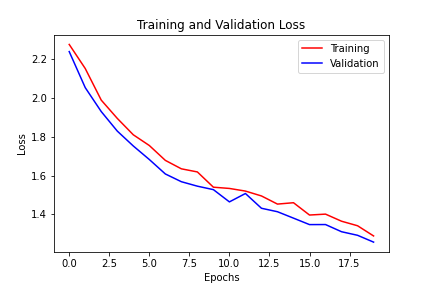 Training and Validation Loss
Training
Validation
Loss
2.2
2.0
1.8
1.6
1.4
0.0 2.5 5.0 7.5 10.0 12.5 15.0 17.5
Epochs